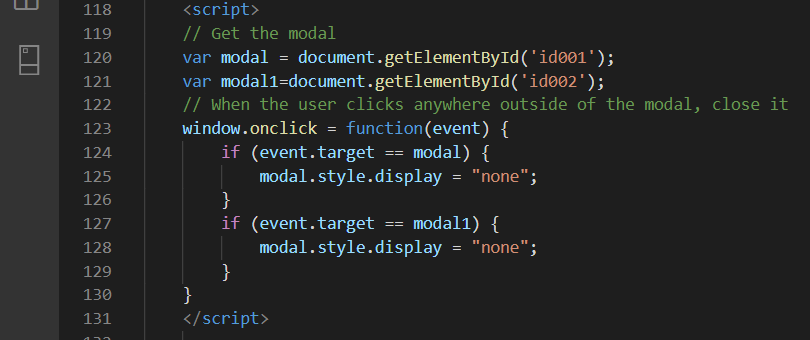 118 <script>
119 // Get the modal
120 var modal = document.getElementById('id001');
121 var modal1=document.getElementById('id002');
122 // When the user clicks anywhere outside of the modal, close it
123 window.onclick = function(event) {
124 if (event.target == modal) {
125 modal.style.display = "none";
126 }
127 if (event.target == modal1) {
128 modal.style.display = "none";
129 }
130 }
131 </script>